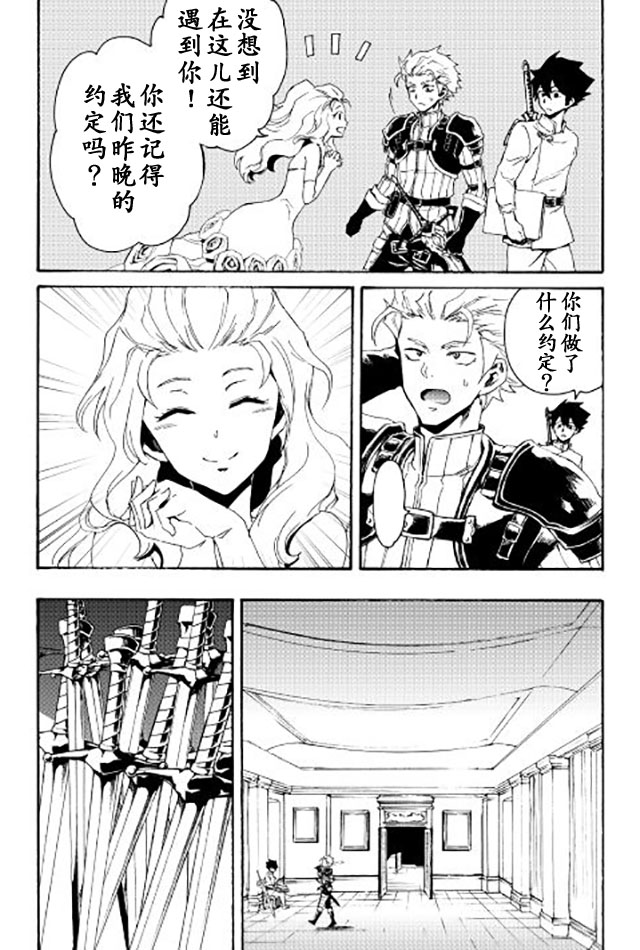 没想到
在这儿还能
遇到你！
你还记得
我们昨晚的
约定吗？
你们做了
什么约定？